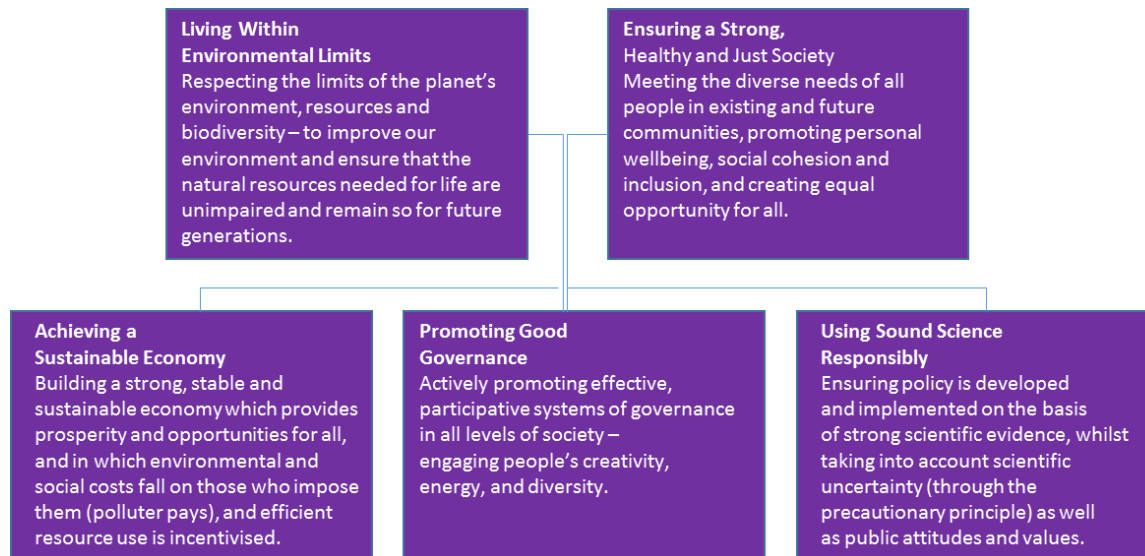 Living Within
Environmental Limits
Respecting the limits of the planet's
environment, resources and
biodiversity – to improve our
environment and ensure that the
natural resources needed for life are
unimpaired and remain so for future
generations.
Ensuring a Strong,
Healthy and Just Society
Meeting the diverse needs of all
people in existing and future
communities, promoting personal
wellbeing, social cohesion and
inclusion, and creating equal
opportunity for all.
Achieving a
Sustainable Economy
Building a strong, stable and
sustainable economy which provides
prosperity and opportunities for all,
and in which environmental and
social costs fall on those who impose
them (polluter pays), and efficient
resource use is incentivised.
Promoting Good
Governance
Actively promoting effective,
participative systems of governance
in all levels of society –
engaging people's creativity,
energy, and diversity.
Using Sound Science
Responsibly
Ensuring policy is developed
and implemented on the basis
of strong scientific evidence, whilst
taking into account scientific
uncertainty (through the
precautionary principle) as well
as public attitudes and values.